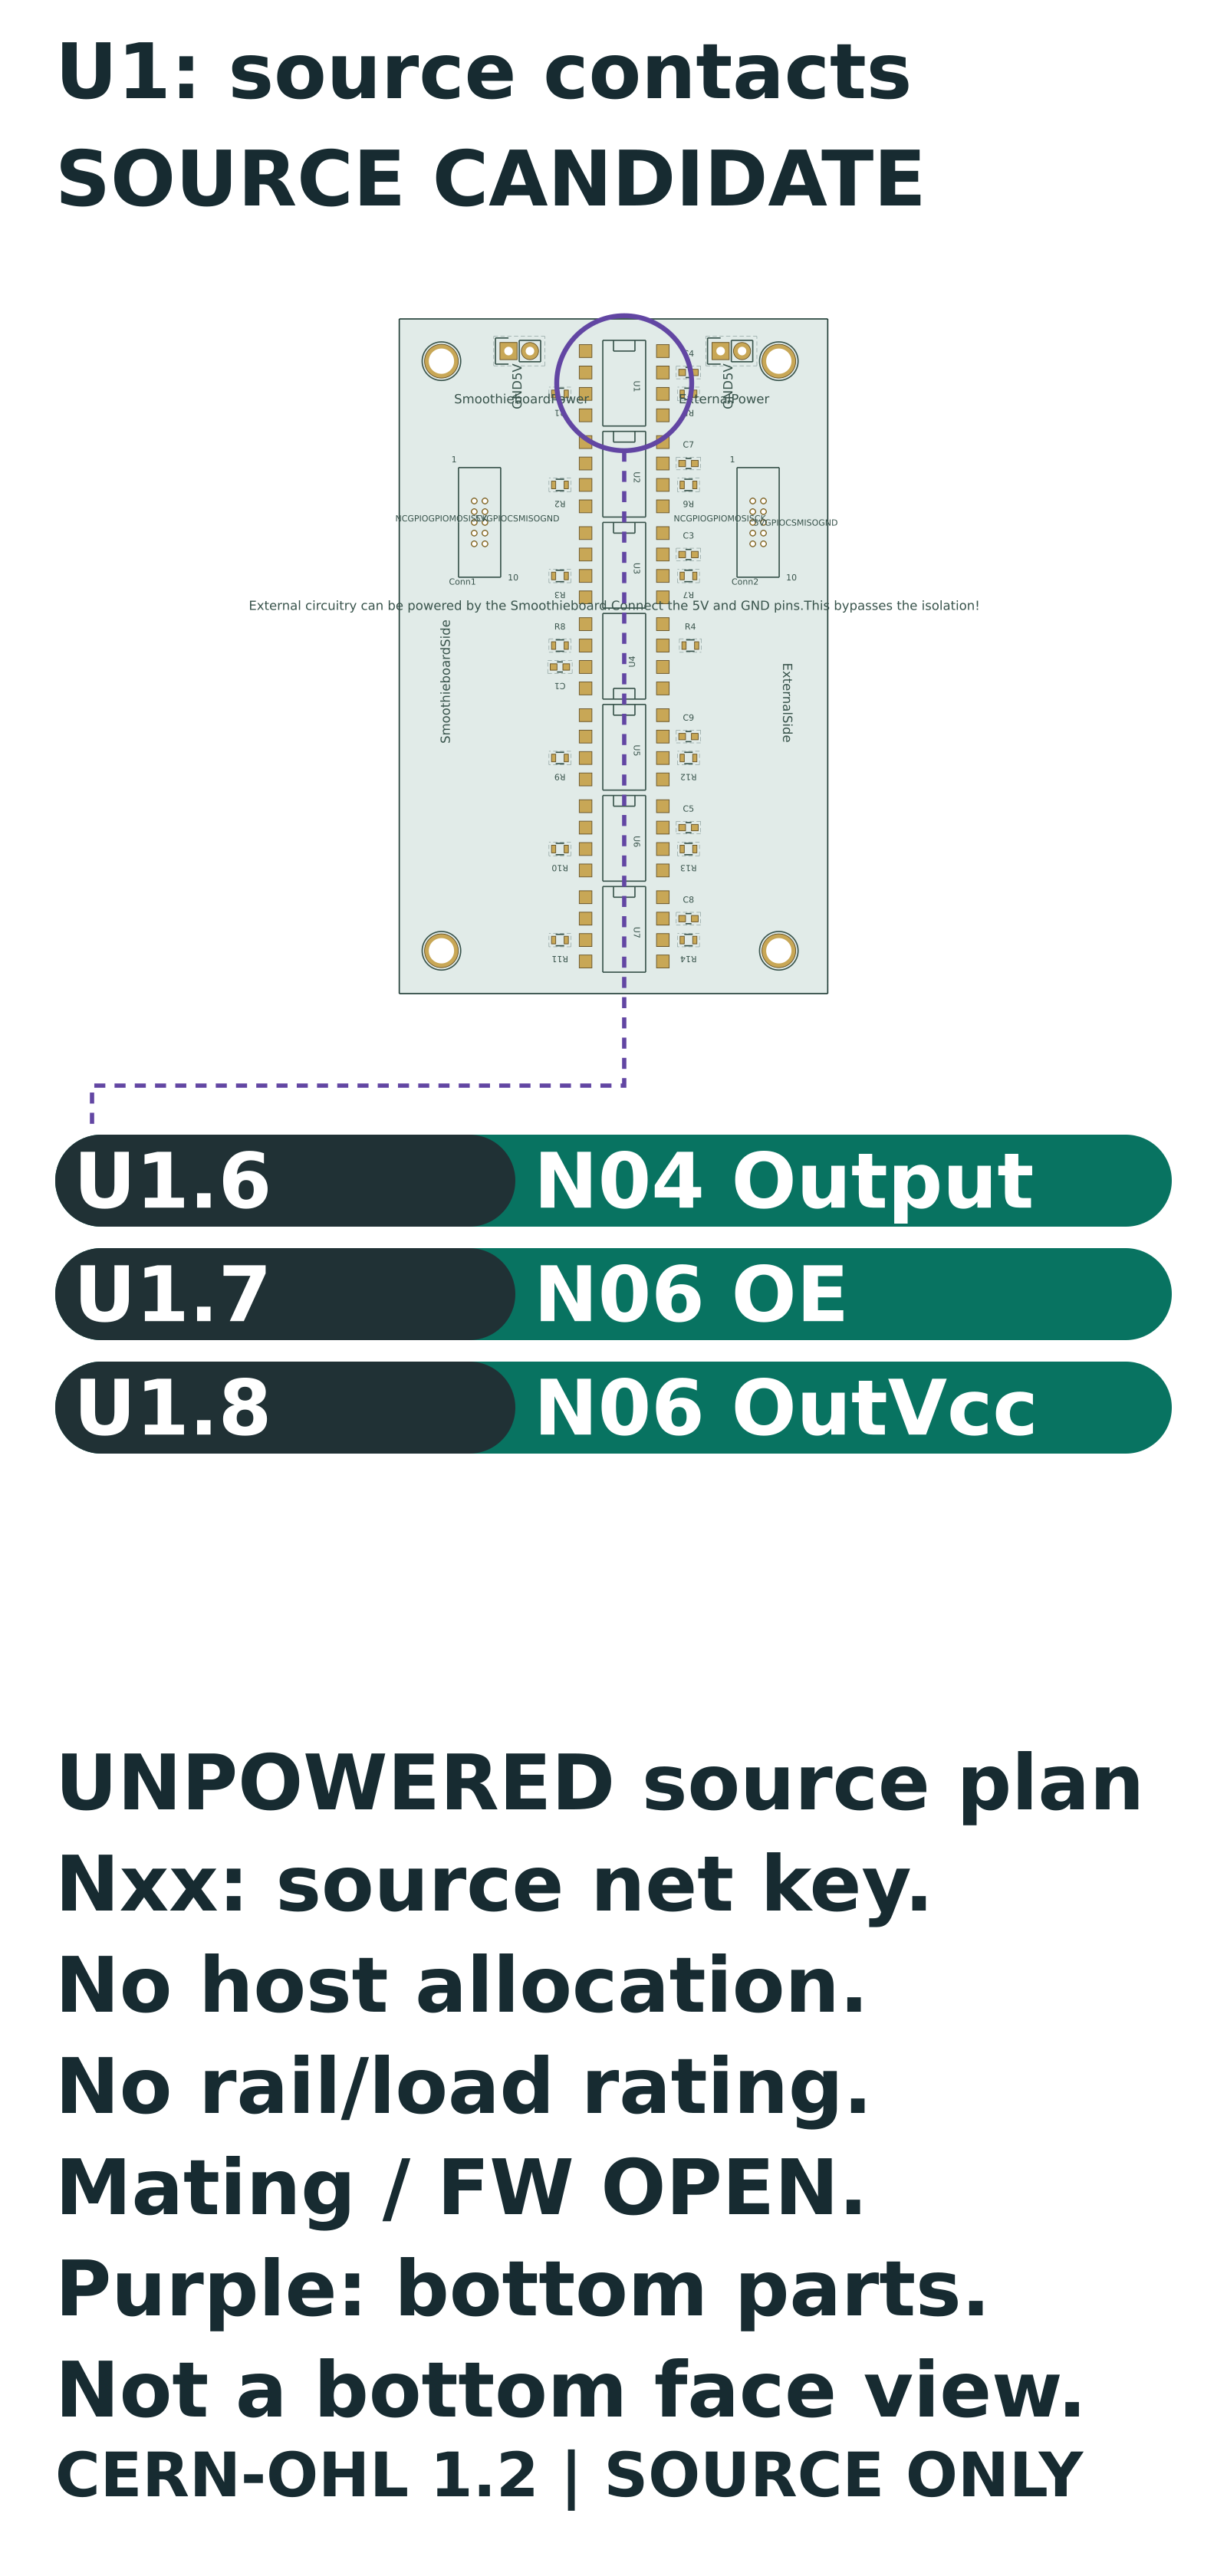 U1: source contacts
SOURCE CANDIDATE
U1
GND5V
GND5V
SmoothieboardPower
ExternalPower
C7
U2
R2
R6
1
1
C3
U3
R3
R7
Conn1
10
Conn2
10
External circuitry can be powered by the Smoothieboard.Connect the 5V and GND pins.This bypasses the isolation!
SmoothieboardSide
ExternalSide
R8
R4
U4
C1
C9
U5
R9
R12
C5
U6
R10
R13
C8
U7
R11
R14
U1.6 N04 Output
U1.7 N06 OE
U1.8 N06 OutVcc
UNPOWERED source plan
Nxx: source net key.
No host allocation.
No rail/load rating.
Mating / FW OPEN.
Purple: bottom parts.
Not a bottom face view.
CERN-OHL 1.2 | SOURCE ONLY